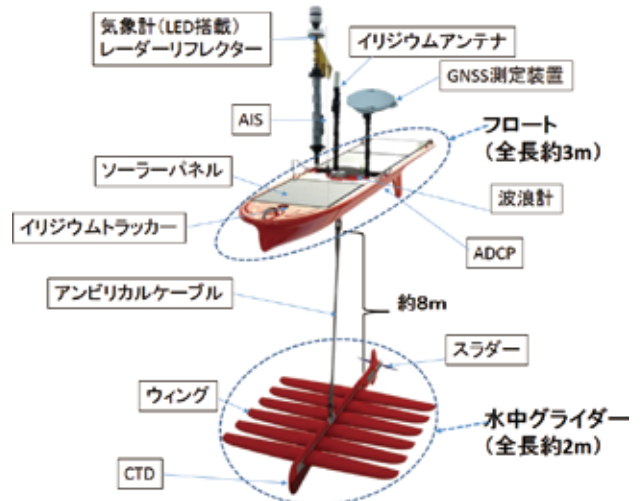 気象計(LED搭載)
レーダーリフレクター
イリジウムアンテナ
GNSS測定装置
AIS
フロート
(全長約3m)
ソーラーパネル
波浪計
イリジウムトラッカー
ADCP
アンビリカルケーブル
約8m
スラダー
ウィング
水中グライダー
(全長約2m)
CTD